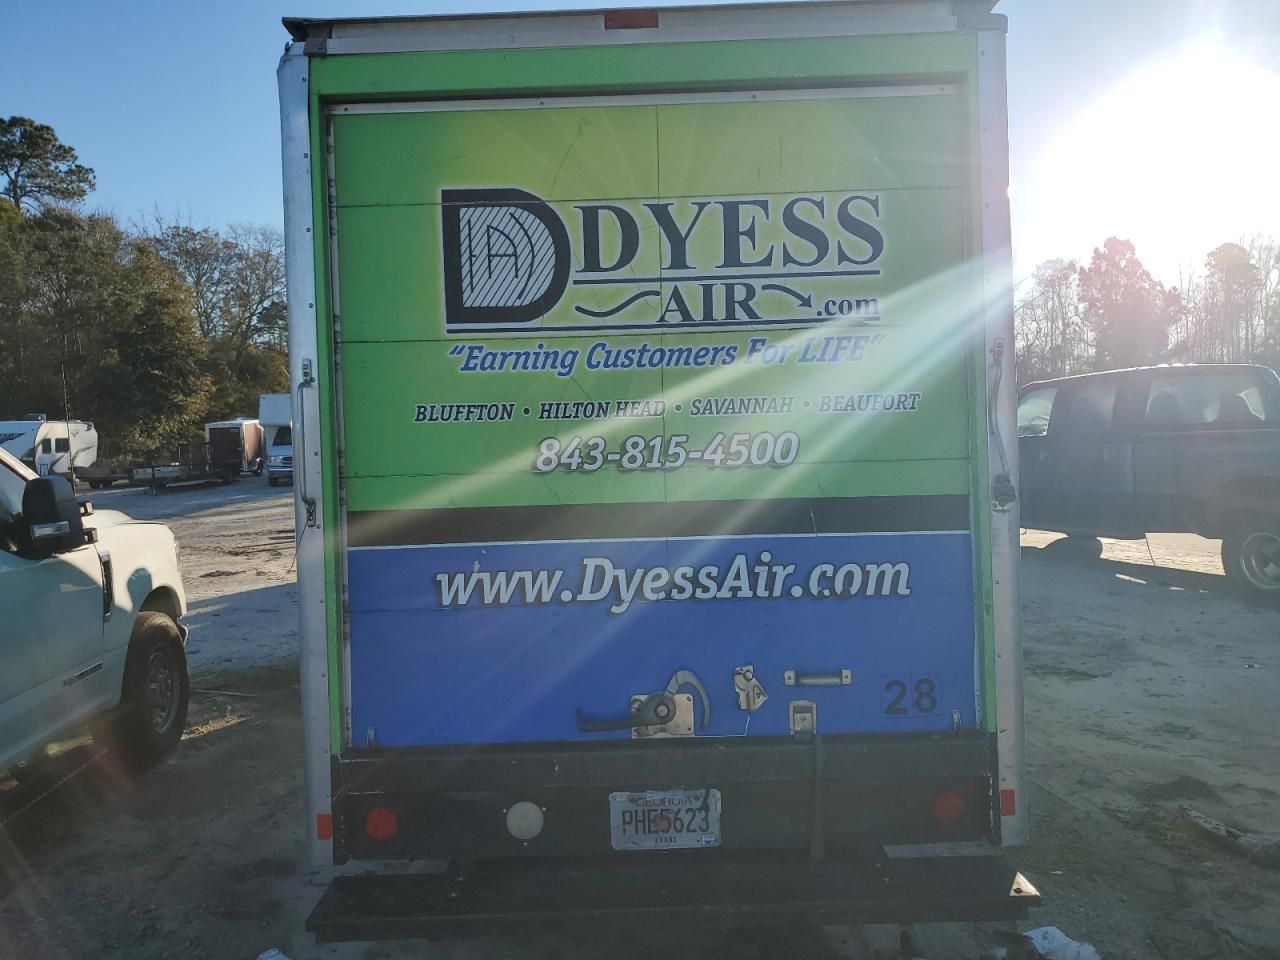 DYESS
AIR .com
"Earning Customers For LIFE"
BLUFFTON • HILTON HEAD • SAVANNAH • BEAUFORT
843-815-4500
www.DyessAir.com
28
GEORGIA
PHE5623
EVANS